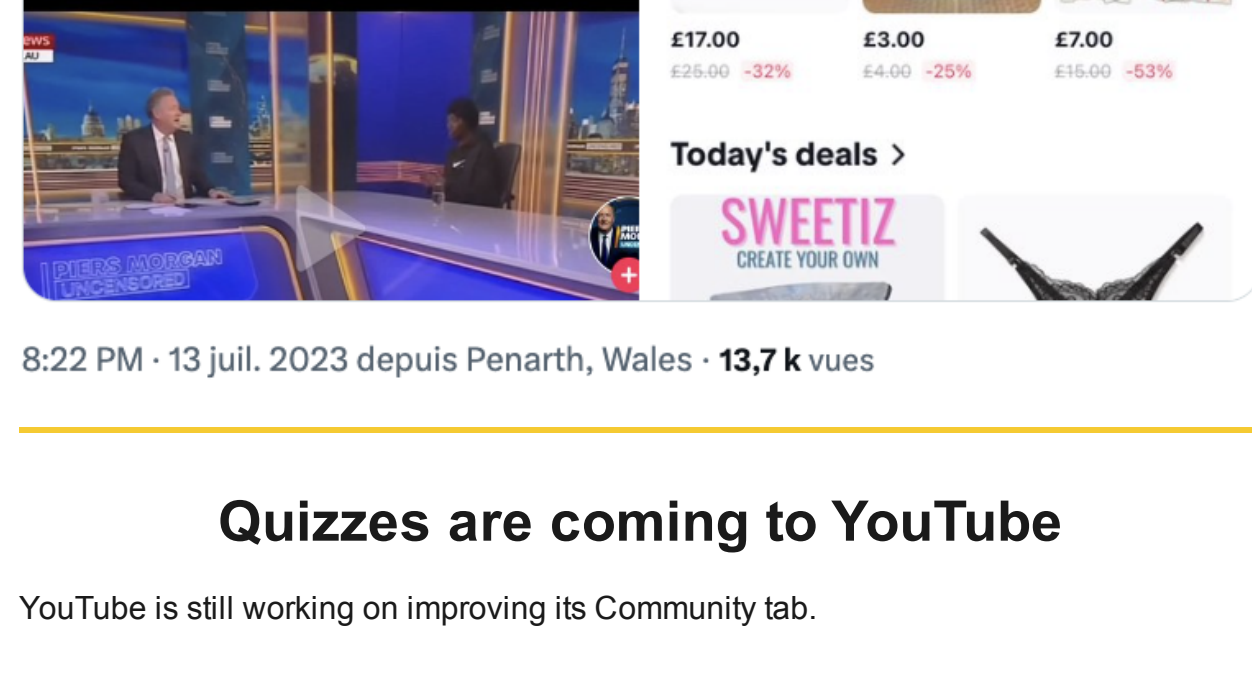 ews
AU
PIERS MORGAN
UNCENSORED
£17.00
£25.00 -32%
£3.00
£4.00 -25%
£7.00
£15.00 -53%
Today's deals >
SWEETIZ
CREATE YOUR OWN
8:22 PM · 13 juil. 2023 depuis Penarth, Wales · 13,7 k vues
Quizzes are coming to YouTube
YouTube is still working on improving its Community tab.